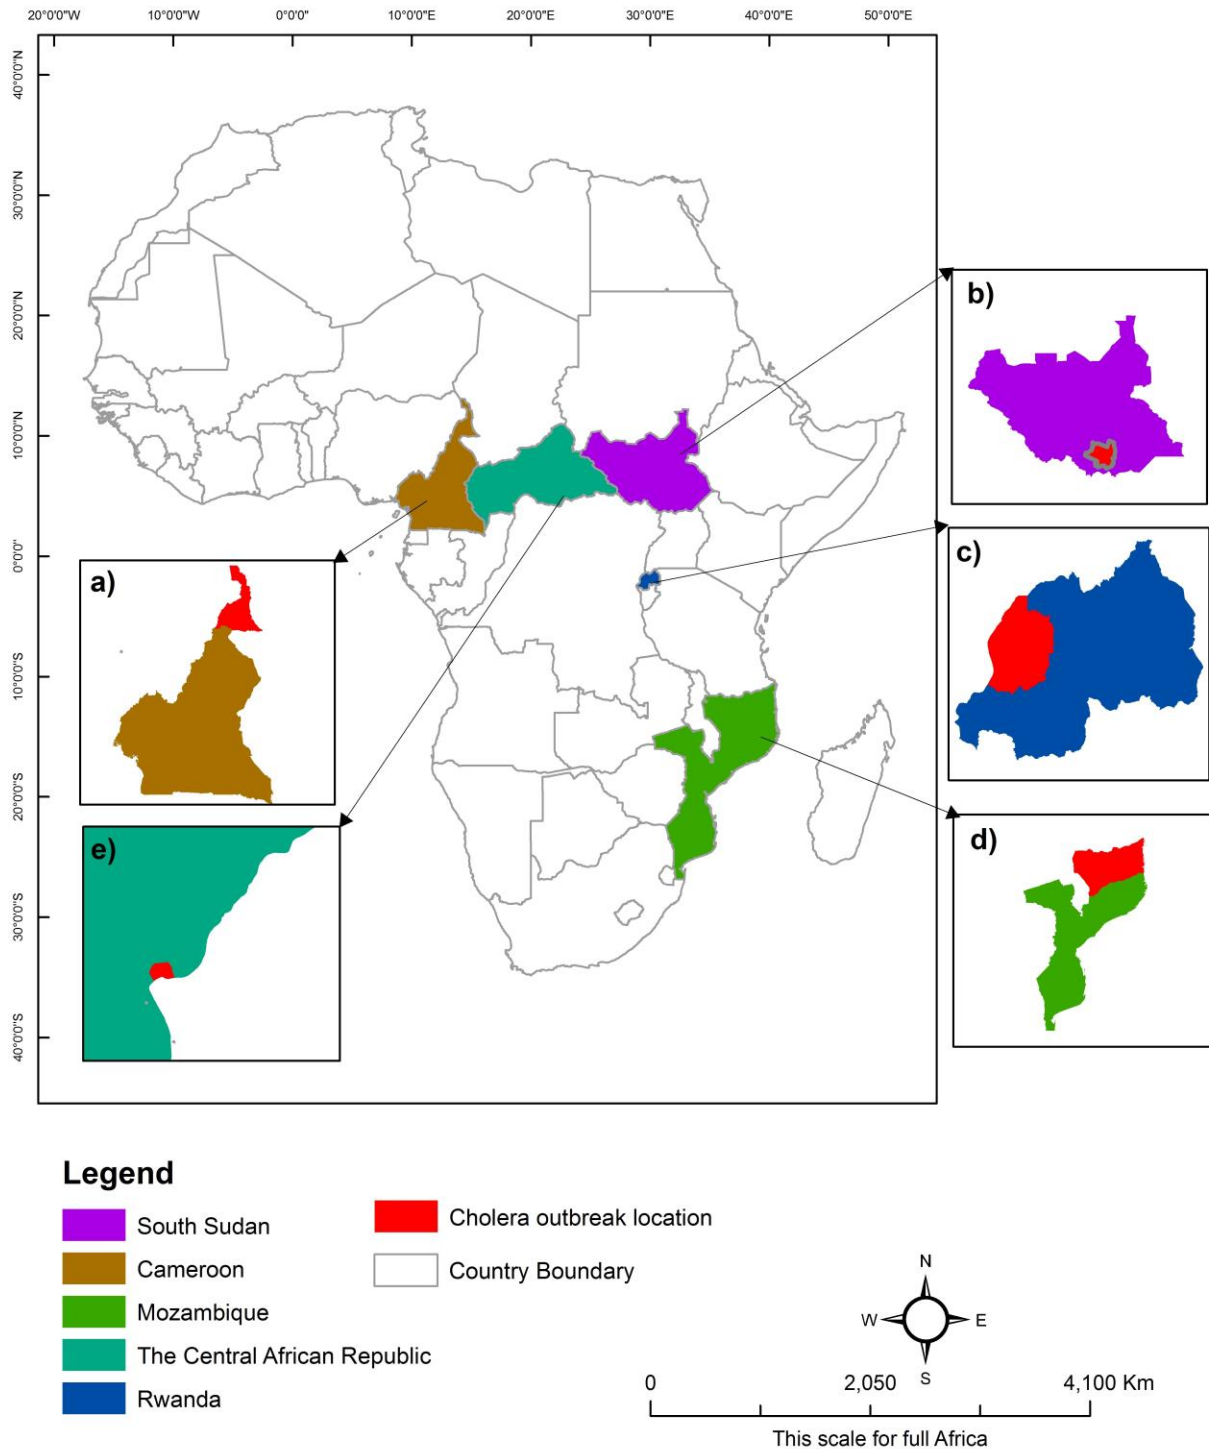 20°0'0"W 10°0'0"W 0°0'0" 10°0'0"E 20°0'0"E 30°0'0"E 40°0'0"E 50°0'0"E
40°0'0"N
30°0'0"N
20°0'0"N
10°0'0"N
0°0'0"
10°0'0"S
20°0'0"S
30°0'0"S
40°0'0"S
b)
c)
a)
d)
e)
Legend
South Sudan
Cameroon
Mozambique
The Central African Republic
Rwanda
Cholera outbreak location
Country Boundary
N
W E
S
0 2,050 4,100 Km
This scale for full Africa